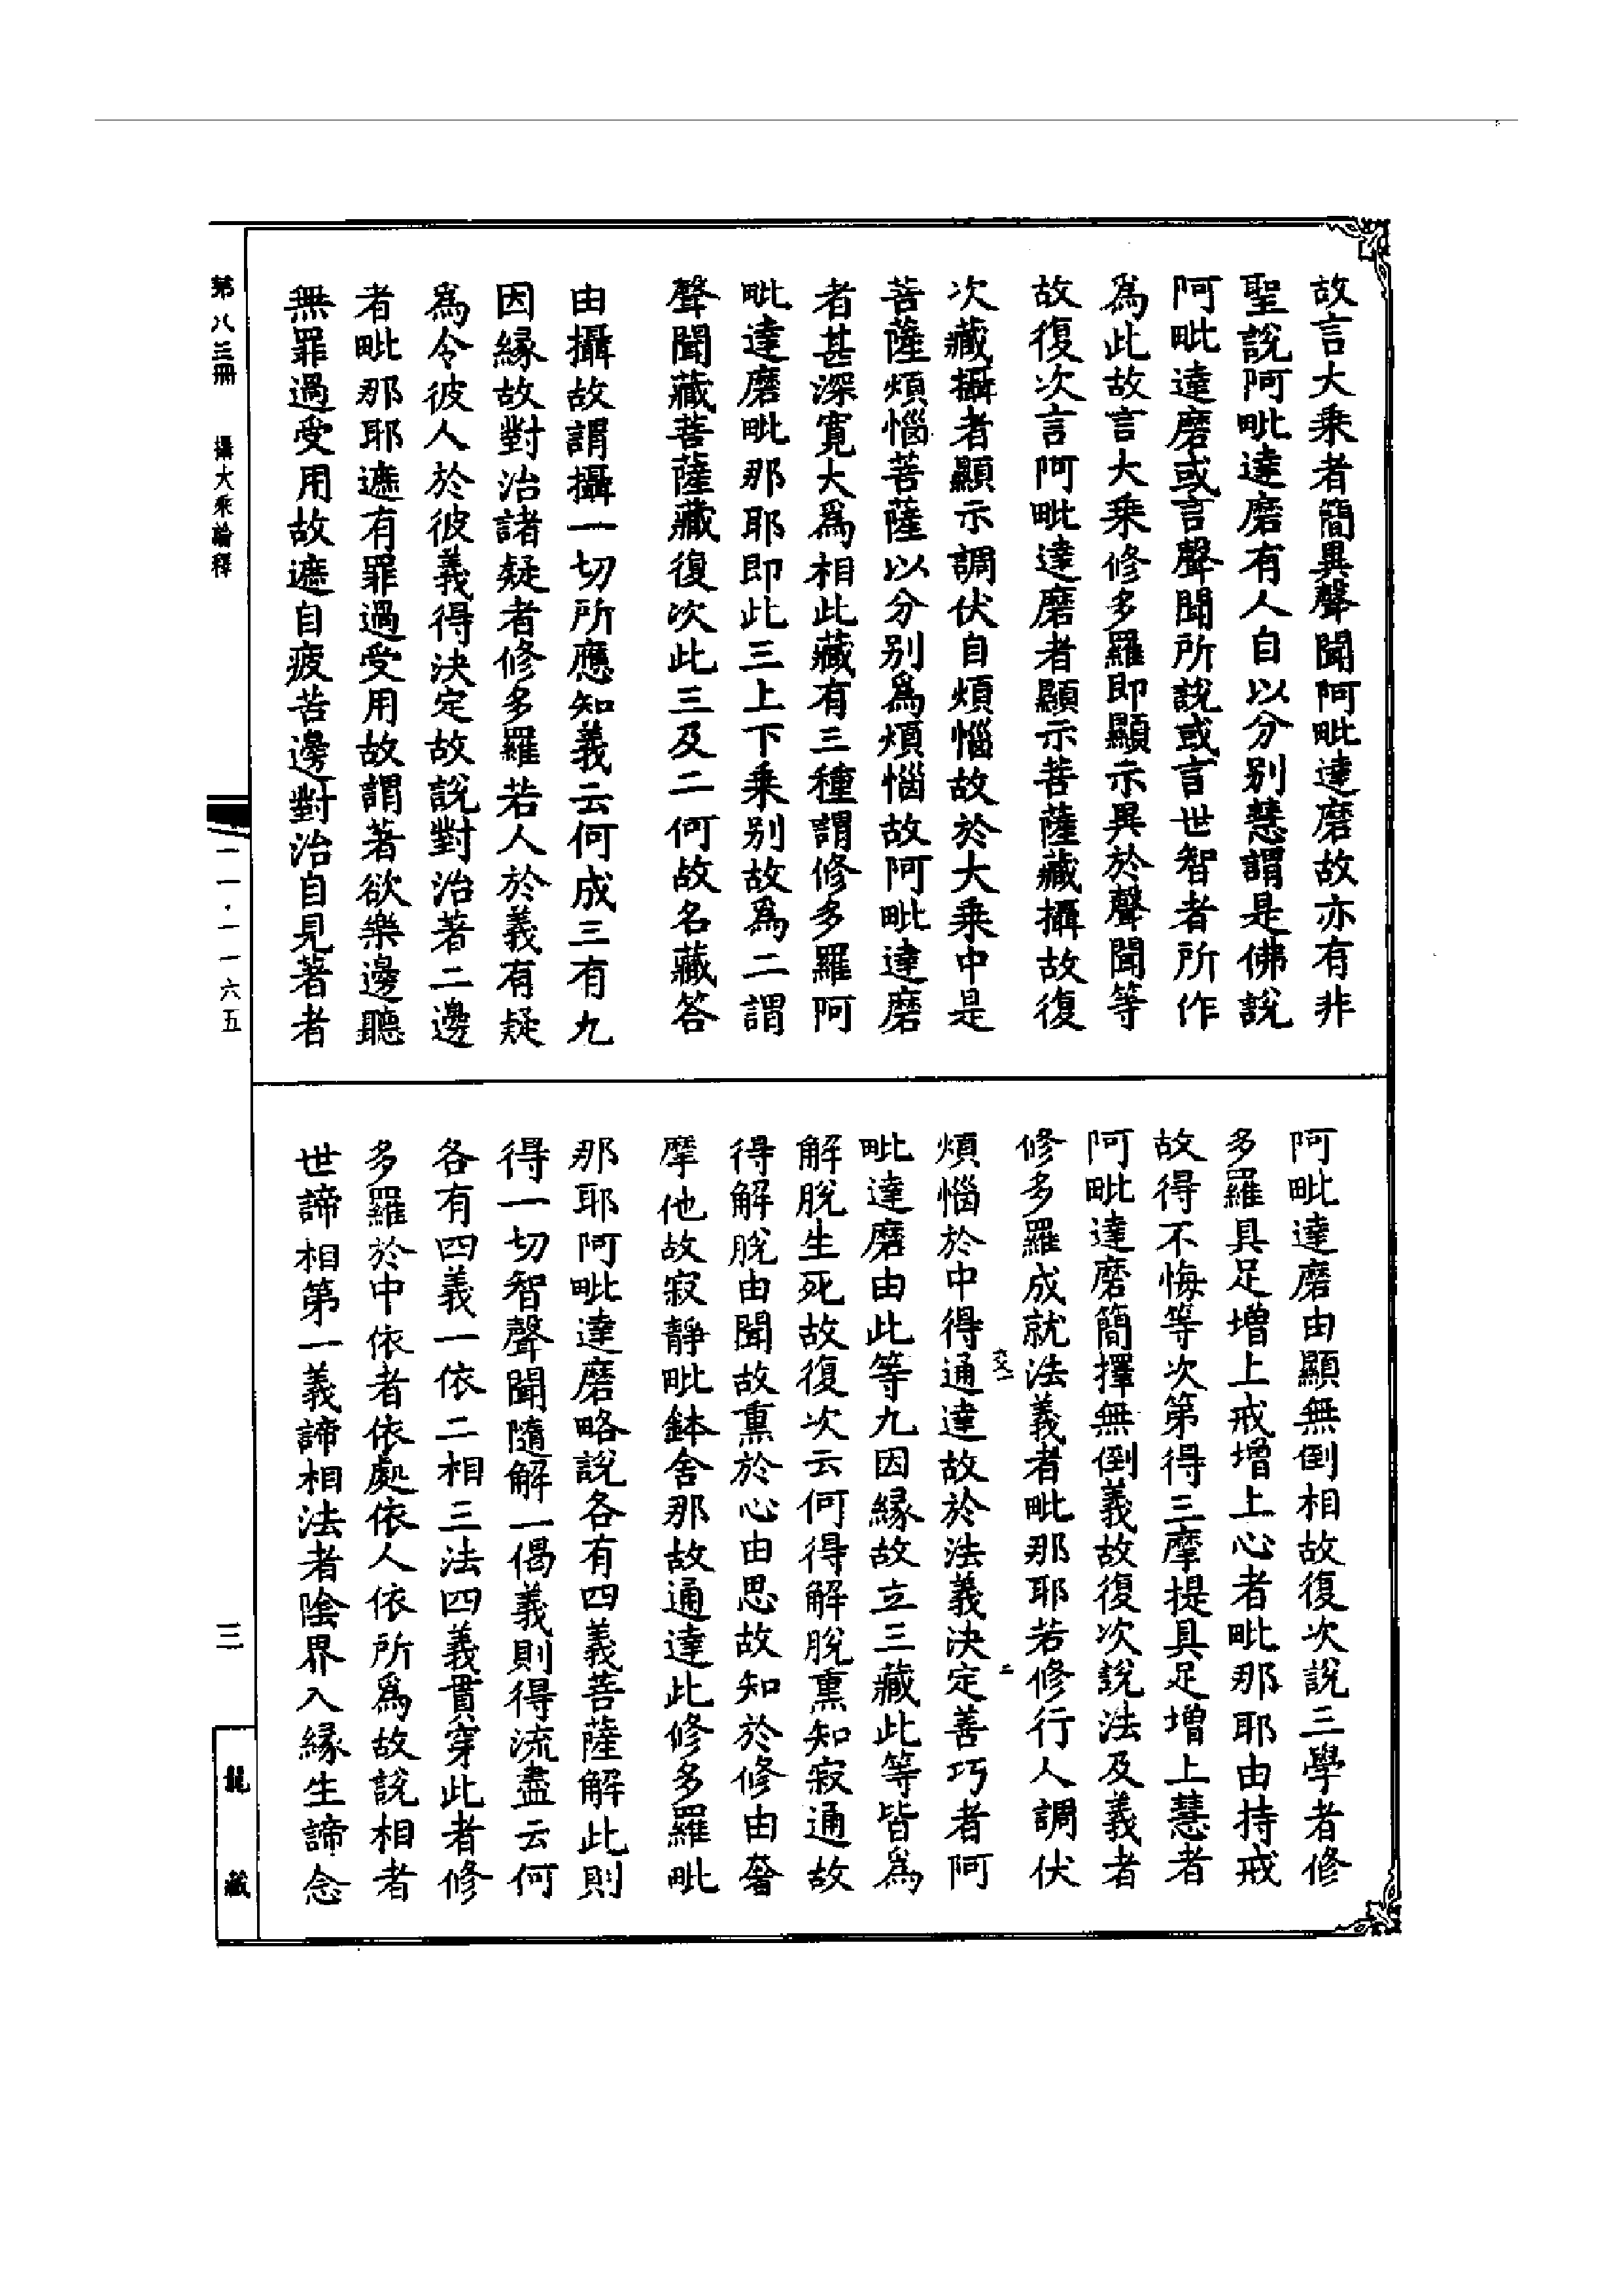 故言大乘者簡異聲聞阿毗達磨故亦有非
聖說阿毗達磨有人自以分别慧謂是佛說
阿毗達磨或言聲聞所說或言世智者所作
為此故言大乘修多羅即顯示異於聲聞等
故復次言阿毗達磨者顯示菩薩藏攝故復
次藏攝者顯示調伏自煩惱故於大乘中是
菩薩煩惱菩薩以分别為煩惱故阿毗達磨
者甚深寬大為相此藏有三種謂修多羅阿
毗達磨毗那耶即此三上下乘别故為二謂
聲聞藏菩薩藏復次此三及二何故名藏答
由攝故謂攝一切所應知義云何成三有九
因緣故對治諸疑者修多羅若人於義有疑
為令彼人於彼義得決定故說對治著二邊
者毗那耶遮有罪過受用故謂著欲樂邊聽
無罪過受用故遮自疲苦邊對治自見著者
阿毗達磨由顯無倒相故復次說三學者修
多羅具足增上戒增上心者毗那耶由持戒
故得不悔等次第得三摩提具足增上慧者
阿毗達磨簡擇無倒義故復次說法及義者
修多羅成就法義者毗那耶若修行人調伏
煩惱於中得通達故於法義決定善巧者阿
毗達磨由此等九因緣故立三藏此等皆為
解脫生死故復次云何得解脫熏知寂通故
得解脫由聞故熏於心由思故知於修由奢
摩他故寂靜毗鉢舍那故通達此修多羅毗
那耶阿毗達磨略說各有四義菩薩解此則
得一切智聲聞隨解一偈義則得流盡云何
各有四義一依二相三法四義貫穿此者修
多羅於中依者依處依人依所為故說相者
世諦相第一義諦相法者陰界入緣生諦念
第八三冊 攝大乘論釋
一一·一一六五
三
龍藏